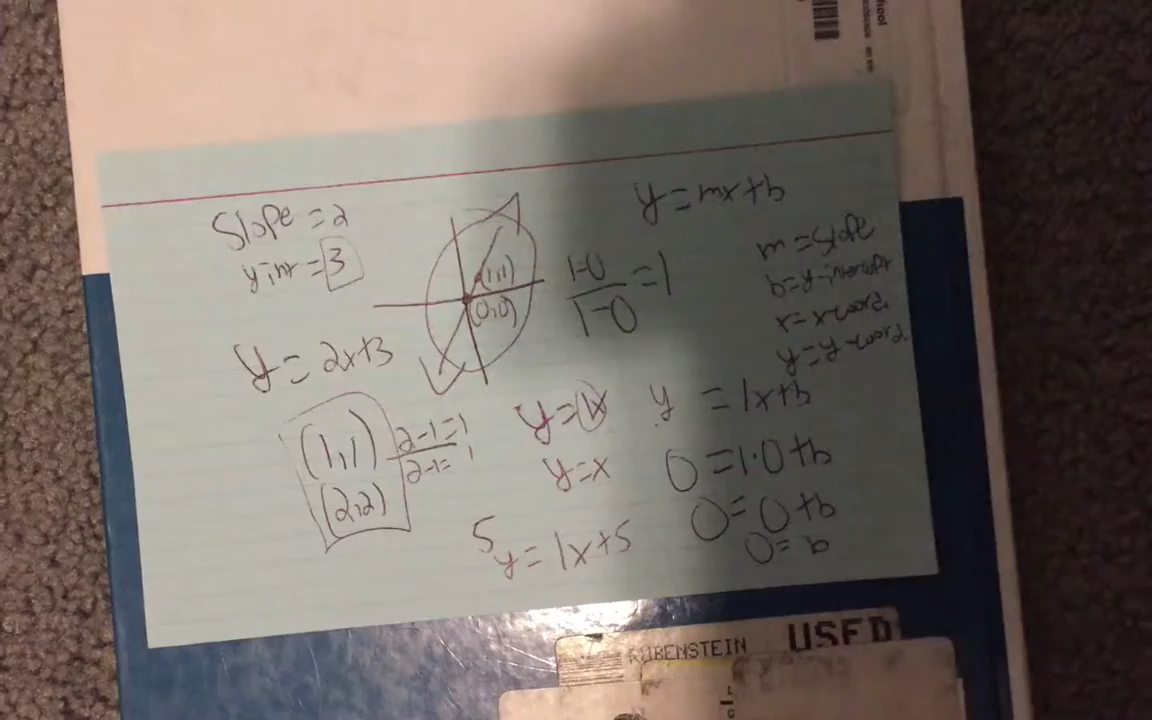 Slope = 2
y int = 3
y = 2x+3
(1,1)
(2,2)
2-1=1
2-1=1
(1,1)
(0,0)
1-0
1-0
=1
y=1x
y=x
5
y=1x+5
y=mx+b
m=slope
x=x coord
y=y coord
y = 1x+b
0=1·0+b
0=0+b
0=b
RUBENSTEIN
USED